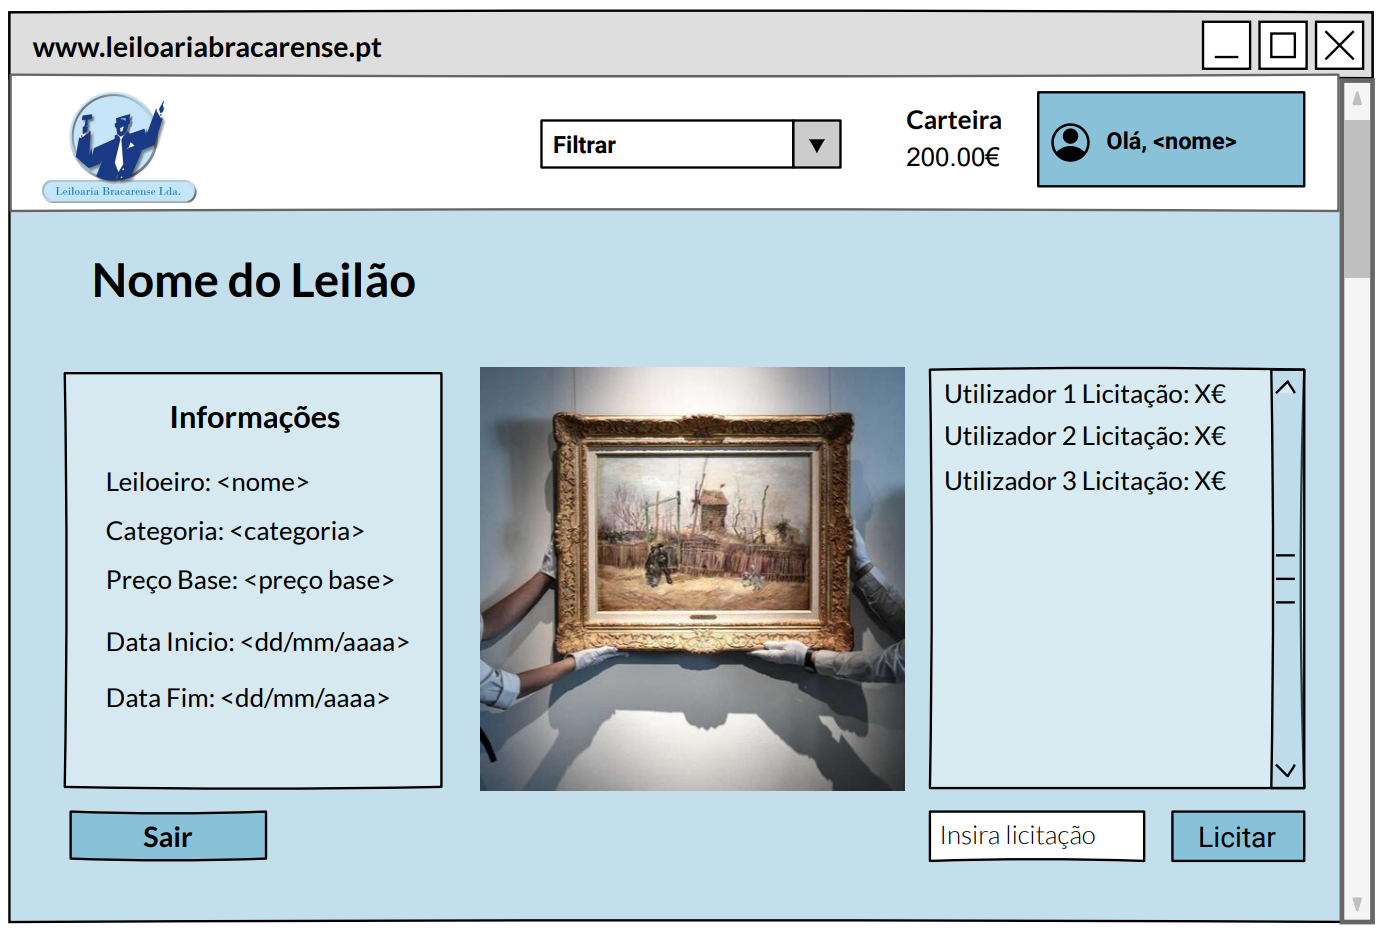 www.leiloariabracarense.pt
Leiloaria Bracarense Lda.
Filtrar
Carteira
200.00€
Olá, <nome>
Nome do Leilão
Informações
Leiloeiro: <nome>
Categoria: <categoria>
Preço Base: <preço base>
Data Inicio: <dd/mm/aaaa>
Data Fim: <dd/mm/aaaa>
Utilizador 1 Licitação: X€
Utilizador 2 Licitação: X€
Utilizador 3 Licitação: X€
Sair
Insira licitação
Licitar